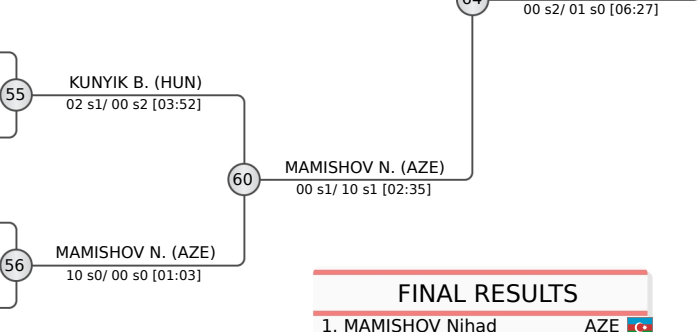 64
00 s2/ 01 s0 [06:27]
55
KUNYIK B. (HUN)
02 s1/ 00 s2 [03:52]
60
MAMISHOV N. (AZE)
00 s1/ 10 s1 [02:35]
56
MAMISHOV N. (AZE)
10 s0/ 00 s0 [01:03]
FINAL RESULTS
1. MAMISHOV Nihad AZE